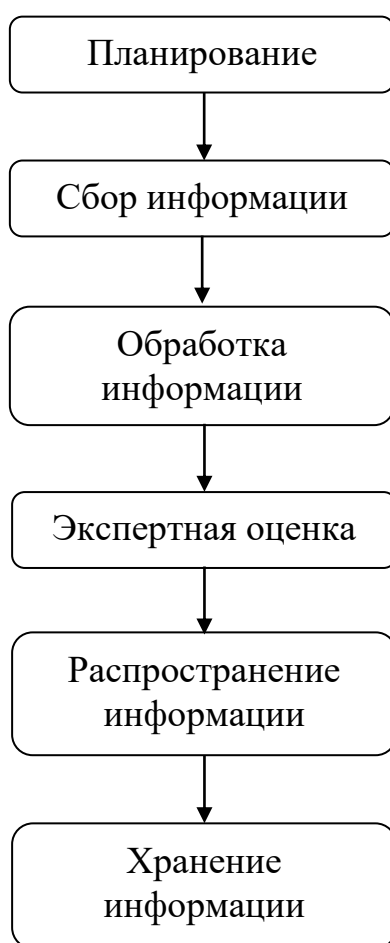 Планирование
Сбор информации
Обработка
информации
Экспертная оценка
Распространение
информации
Хранение
информации